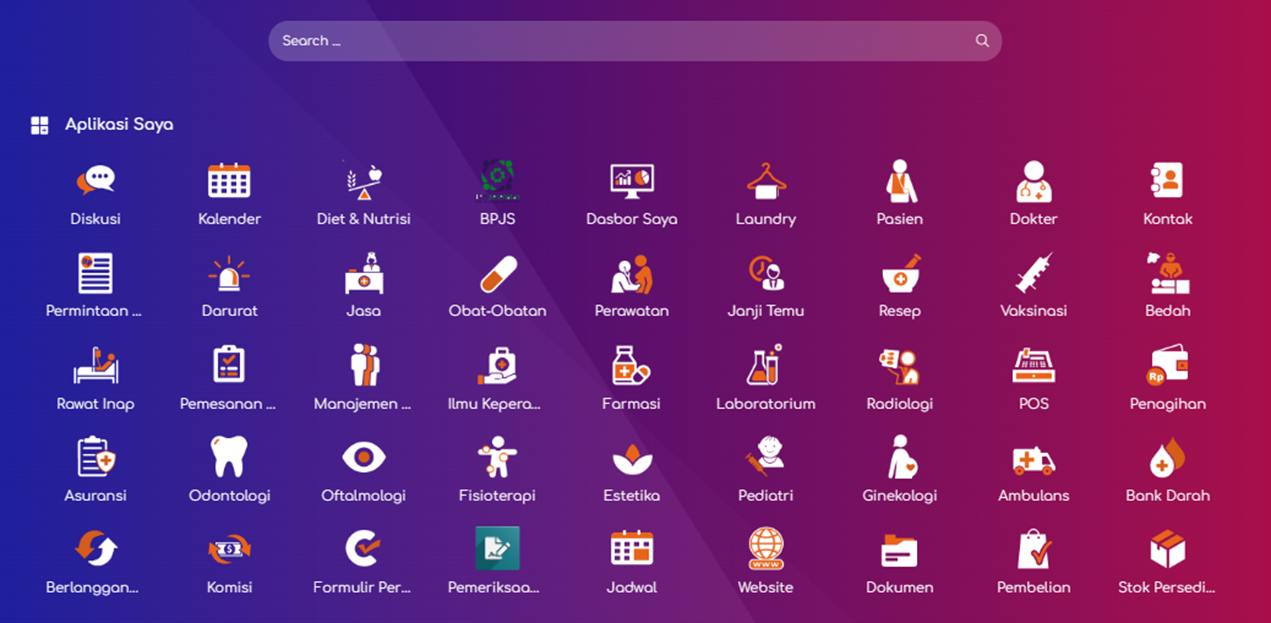 Search ...
Aplikasi Saya
Diskusi Kalender Diet & Nutrisi BPJS Dasbor Saya Laundry Pasien Dokter Kontak
Permintaan ... Darurat Jasa Obat-Obatan Perawatan Janji Temu Resep Vaksinasi Bedah
Rawat Inap Pemesanan ... Manajemen ... Ilmu Kepera... Farmasi Laboratorium Radiologi POS Rp Penagihan
Asuransi Odontologi Oftalmologi Fisioterapi Estetika Pediatri Ginekologi Ambulans Bank Darah
WWW
Berlanggan... Komisi Formulir Per... Pemeriksaa... Jadwal Website Dokumen Pembelian Stok Persedi...